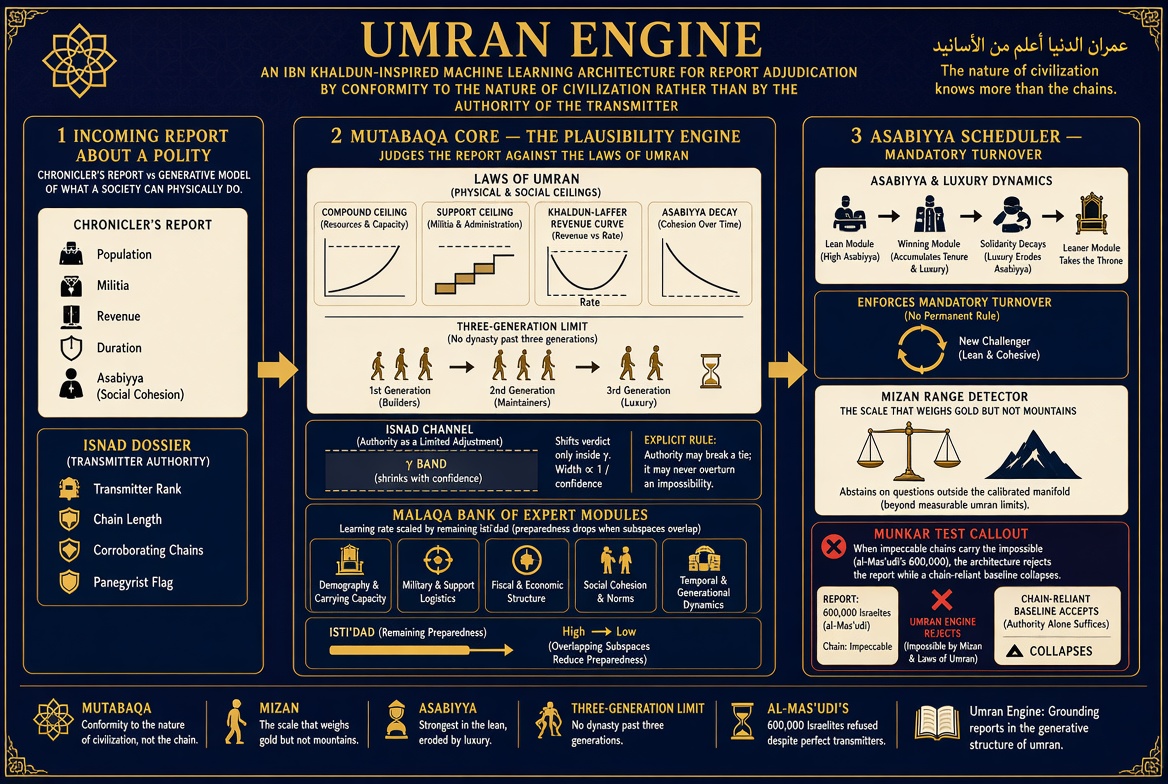 UMRAN ENGINE
AN IBN KHALDUN-INSPIRED MACHINE LEARNING ARCHITECTURE FOR REPORT ADJUDICATION
BY CONFORMITY TO THE NATURE OF CIVILIZATION RATHER THAN BY THE
AUTHORITY OF THE TRANSMITTER
عمران الدنيا أعلم من الأسانيد
The nature of civilization
knows more than the chains.
1 INCOMING REPORT
ABOUT A POLITY
CHRONICLER'S REPORT vs GENERATIVE MODEL
OF WHAT A SOCIETY CAN PHYSICALLY DO.
CHRONICLER'S REPORT
Population
Militia
Revenue
Duration
Asabiyya
(Social Cohesion)
ISNAD DOSSIER
(TRANSMITTER AUTHORITY)
Transmitter Rank
Chain Length
Corroborating Chains
Panegyrist Flag
2 MUTABAQA CORE — THE PLAUSIBILITY ENGINE
JUDGES THE REPORT AGAINST THE LAWS OF UMRAN
LAWS OF UMRAN
(PHYSICAL & SOCIAL CEILINGS)
COMPOUND CEILING
(Resources & Capacity)
SUPPORT CEILING
(Militia & Administration)
KHALDUN-LAFFER
REVENUE CURVE
(Revenue vs Rate)
Rate
ASABIYYA DECAY
(Cohesion Over Time)
THREE-GENERATION LIMIT
(No dynasty past three generations)
1st Generation
(Builders)
2nd Generation
(Maintainers)
3rd Generation
(Luxury)
ISNAD CHANNEL
(Authority as a Limited Adjustment)
γ BAND
(shrinks with confidence)
Shifts verdict
only inside γ.
Width ∝ 1 /
confidence
EXPLICIT RULE:
Authority may break a tie;
it may never overturn
an impossibility.
MALAQA BANK OF EXPERT MODULES
Learning rate scaled by remaining isti'dad (preparedness drops when subspaces overlap)
Demography &
Carrying Capacity
Military & Support
Logistics
Fiscal & Economic
Structure
Social Cohesion
& Norms
Temporal &
Generational
Dynamics
ISTI'DAD (Remaining Preparedness)
High → Low
(Overlapping Subspaces
Reduce Preparedness)
3 ASABIYYA SCHEDULER —
MANDATORY TURNOVER
ASABIYYA & LUXURY DYNAMICS
Lean Module
(High Asabiyya)
Winning Module
(Accumulates Tenure
& Luxury)
Solidarity Decays
(Luxury Erodes
Asabiyya)
Leaner Module
Takes the Throne
ENFORCES MANDATORY TURNOVER
(No Permanent Rule)
New Challenger
(Lean & Cohesive)
MIZAN RANGE DETECTOR
THE SCALE THAT WEIGHS GOLD BUT NOT MOUNTAINS
Abstains on questions outside the calibrated manifold
(beyond measurable umran limits).
MUNKAR TEST CALLOUT
When impeccable chains carry the impossible
(al-Mas'udi's 600,000), the architecture rejects
the report while a chain-reliant baseline collapses.
REPORT:
600,000 Israeltes
(al-Mas'udi)
Chain: Impeccable
UMRAN ENGINE
REJECTS
(Impossible by Mizan
& Laws of Umran)
CHAIN-RELIANT
BASELINE ACCEPTS
(Authority Alone Suffices)
COLLAPSES
MUTABAQA
Conformity to the nature
of civilization, not the chain.
MIZAN
The scale that weighs
gold but not mountains.
ASABIYYA
Strongest in the lean,
eroded by luxury.
THREE-GENERATION LIMIT
No dynasty past three
generations.
AL-MAS'UDI'S
600,000 Israelites refused
despite perfect transmitters.
Umran Engine: Grounding
reports in the generative
structure of umran.